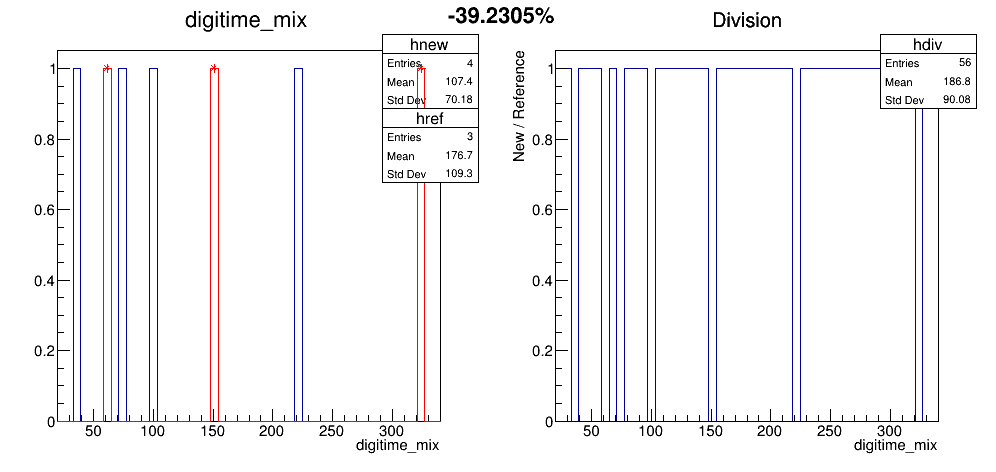 digitime_mix
-39.2305%
Division
hnew
Entries 4
Mean 107.4
Std Dev 70.18
href
Entries 3
Mean 176.7
Std Dev 109.3
1
0.8
0.6
0.4
0.2
0
50 100 150 200 250 300
digitime_mix
New / Reference
hdiv
Entries 56
Mean 186.8
Std Dev 90.08
1
0.8
0.6
0.4
0.2
0
50 100 150 200 250 300
digitime_mix